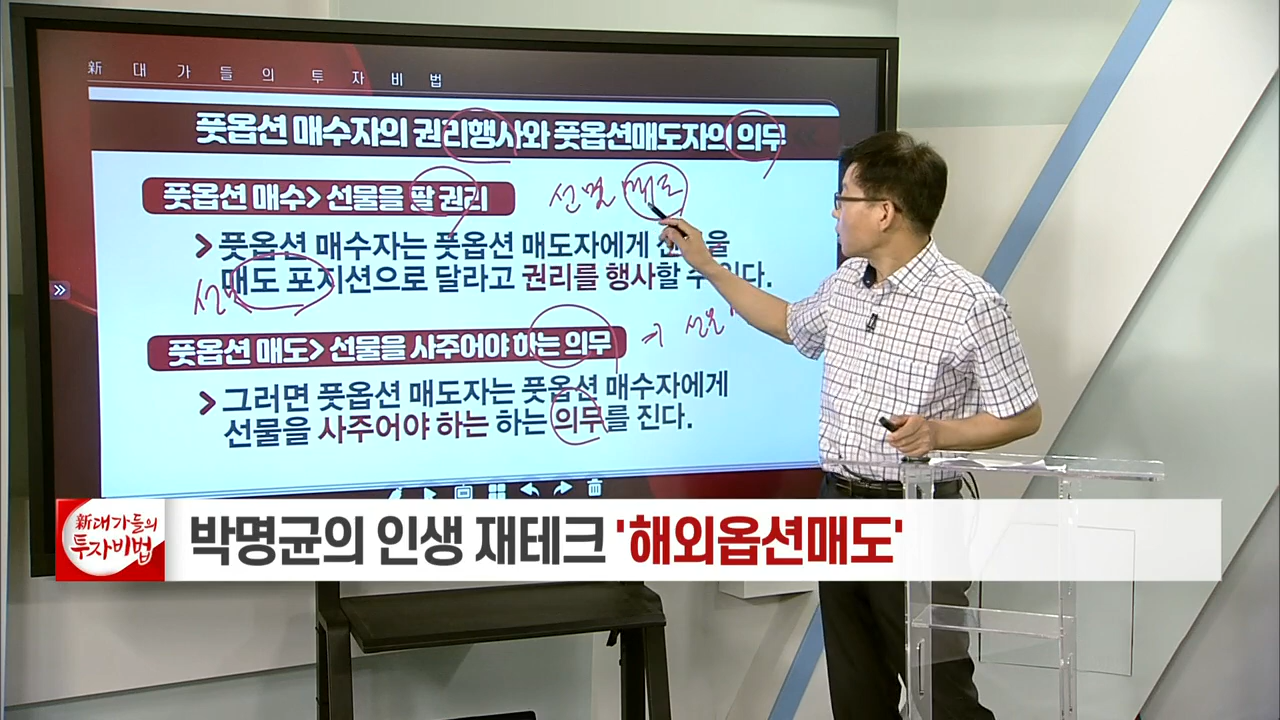 新 대 가 들 의 투 자 비 법
풋옵션 매수자의 권리행사와 풋옵션매도자의 의무
풋옵션 매수> 선물을 팔 권리
선물 매도
풋옵션 매수자는 풋옵션 매도자에게 선물을
매도 포지션으로 달라고 권리를 행사할 수 있다.
풋옵션 매도> 선물을 사주어야 하는 의무
그러면 풋옵션 매도자는 풋옵션 매수자에게
선물을 사주어야 하는 하는 의무를 진다.
新대가들의
투자비법
박명균의 인생 재테크 '해외옵션매도'